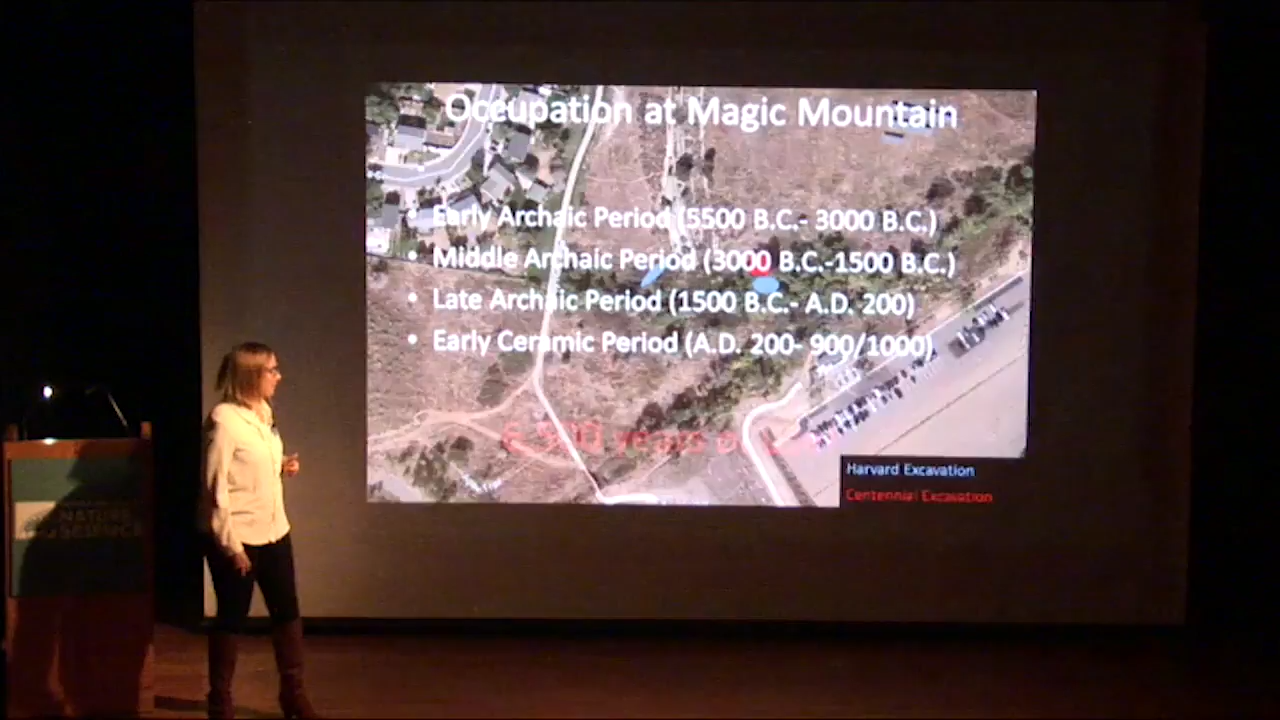 Occupation at Magic Mountain
• Early Archaic Period (5500 B.C.- 3000 B.C.)
• Middle Archaic Period (3000 B.C.-1500 B.C.)
• Late Archaic Period (1500 B.C.- A.D. 200)
• Early Ceramic Period (A.D. 200- 900/1000)
years
Harvard Excavation
Centennial Excavation
NATURE
SCIENCE